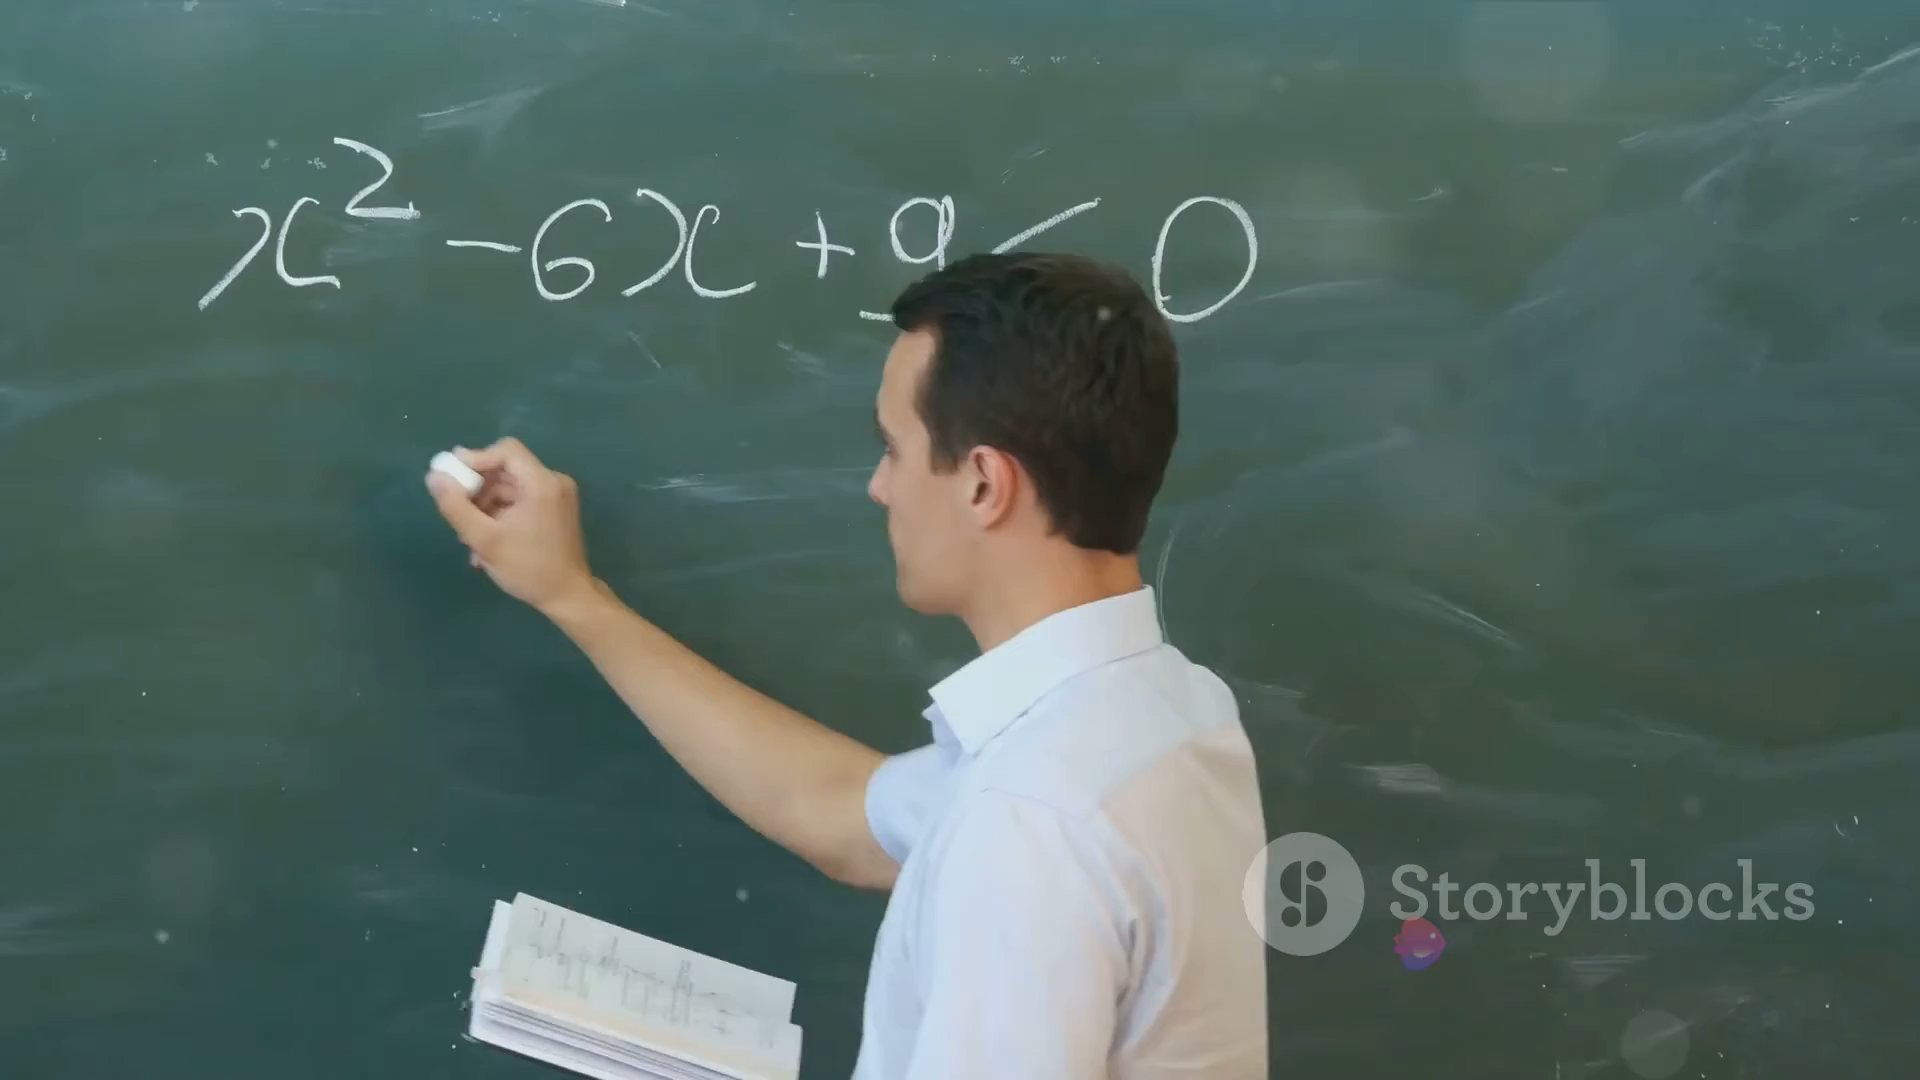 x² - 6x + 9 < 0
Storyblocks